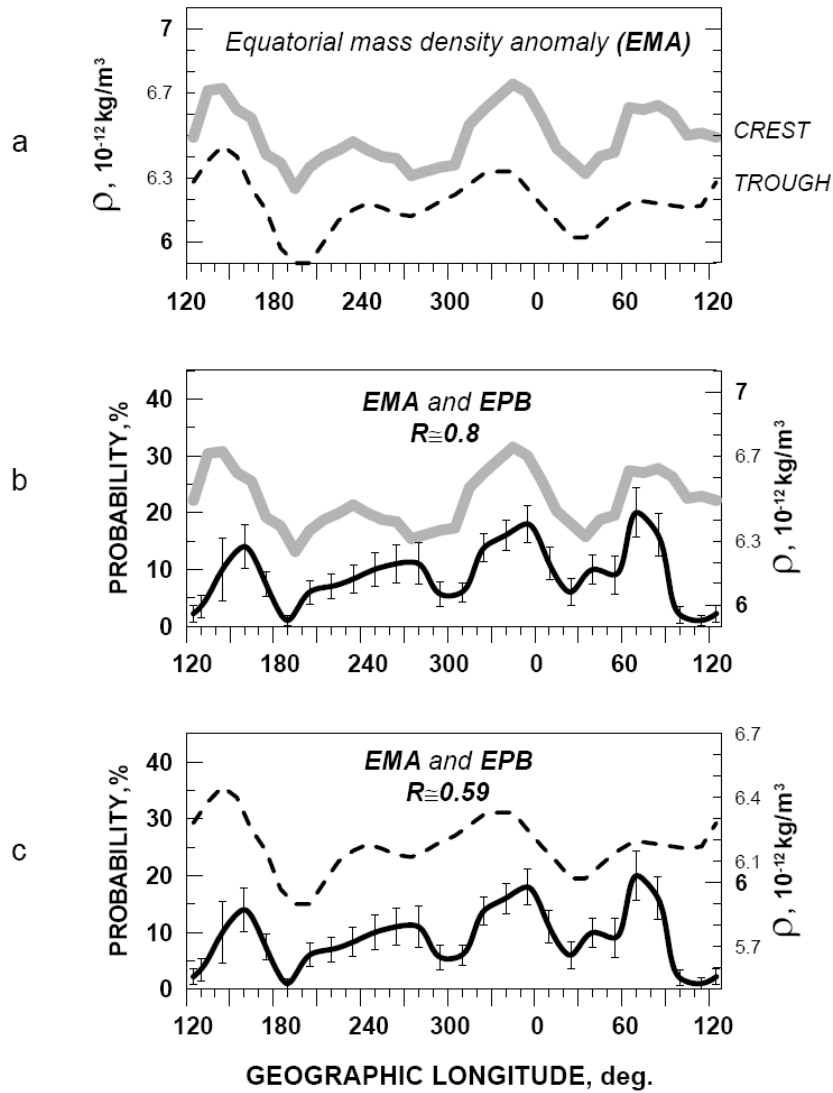 a
Equatorial mass density anomaly (EMA)
ρ, 10-12 kg/m3
7
6.7
6.3
6
CREST
TROUGH
120 180 240 300 0 60 120
b
EMA and EPB
R≅0.8
PROBABILITY,%
40
30
20
10
0
7
6.7
6.3
6
ρ, 10-12 kg/m3
120 180 240 300 0 60 120
c
EMA and EPB
R≅0.59
PROBABILITY,%
40
30
20
10
0
6.7
6.4
6.1
6
5.7
ρ, 10-12 kg/m3
120 180 240 300 0 60 120
GEOGRAPHIC LONGITUDE, deg.